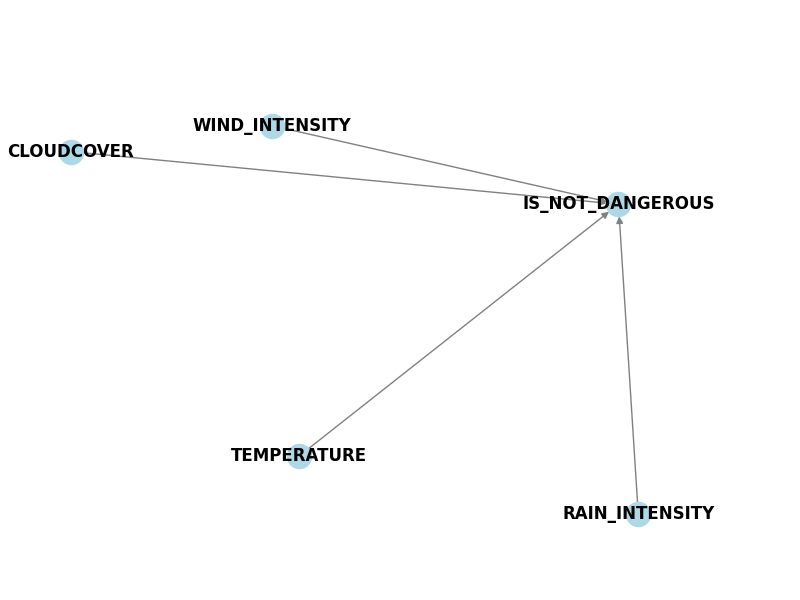 WIND_INTENSITY
CLOUDCOVER
IS_NOT_DANGEROUS
TEMPERATURE
RAIN_INTENSITY